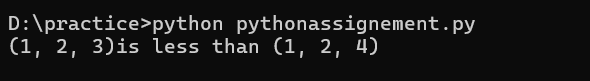 D:\practice>python pythonassignement.py
(1, 2, 3)is less than (1, 2, 4)